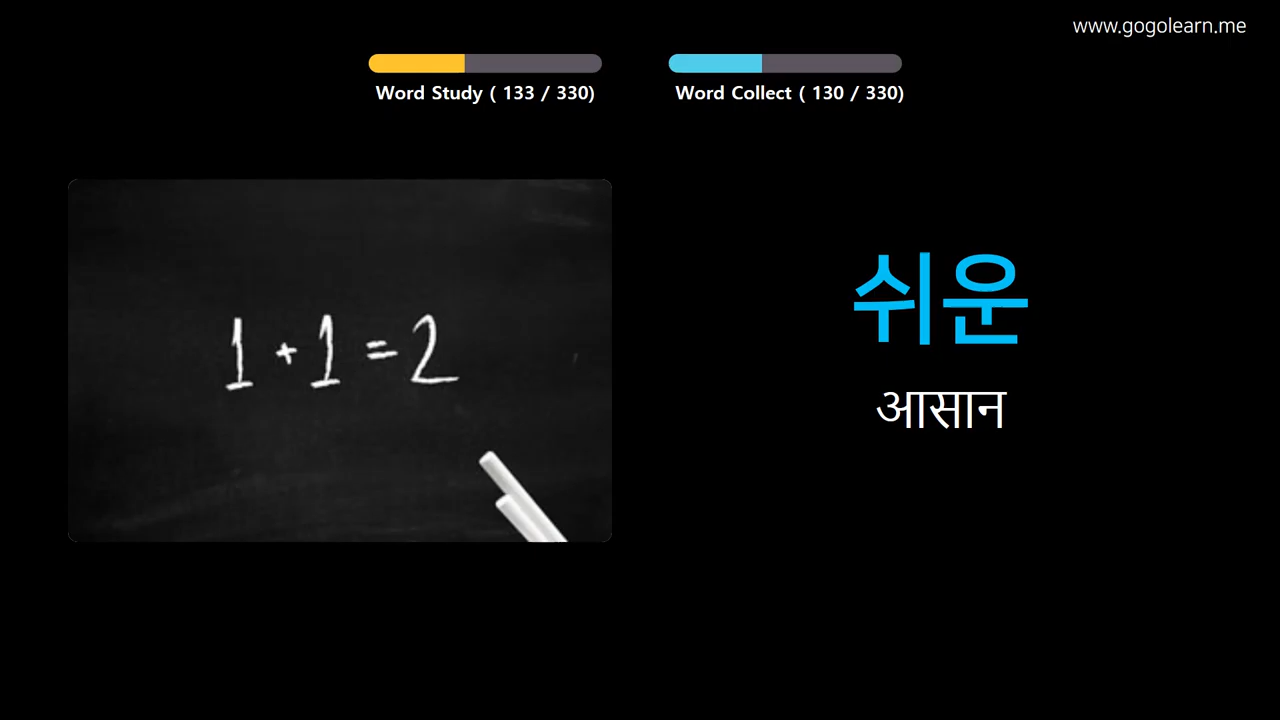 www.gogolearn.me
Word Study ( 133 / 330)
Word Collect ( 130 / 330)
1 + 1 = 2
쉬운
आसान